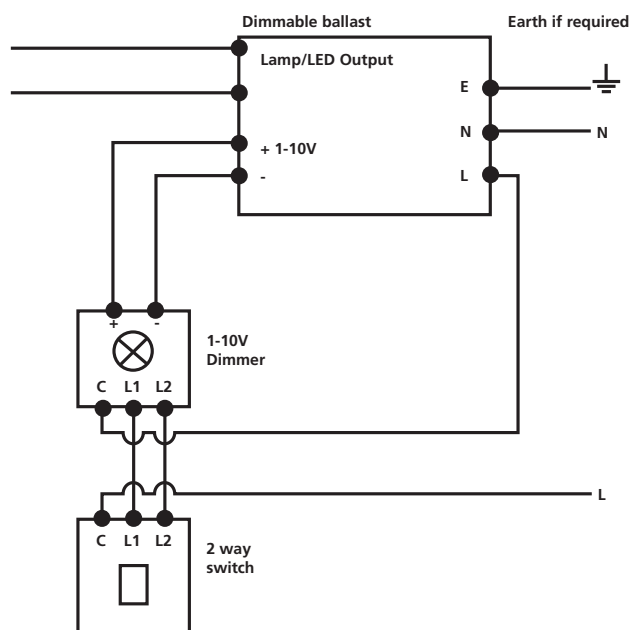 Dimmable ballast
Earth if required
Lamp/LED Output
E
N
N
+ 1-10V
-
L
+
-
1-10V
Dimmer
C L1 L2
L
C L1 L2
2 way
switch